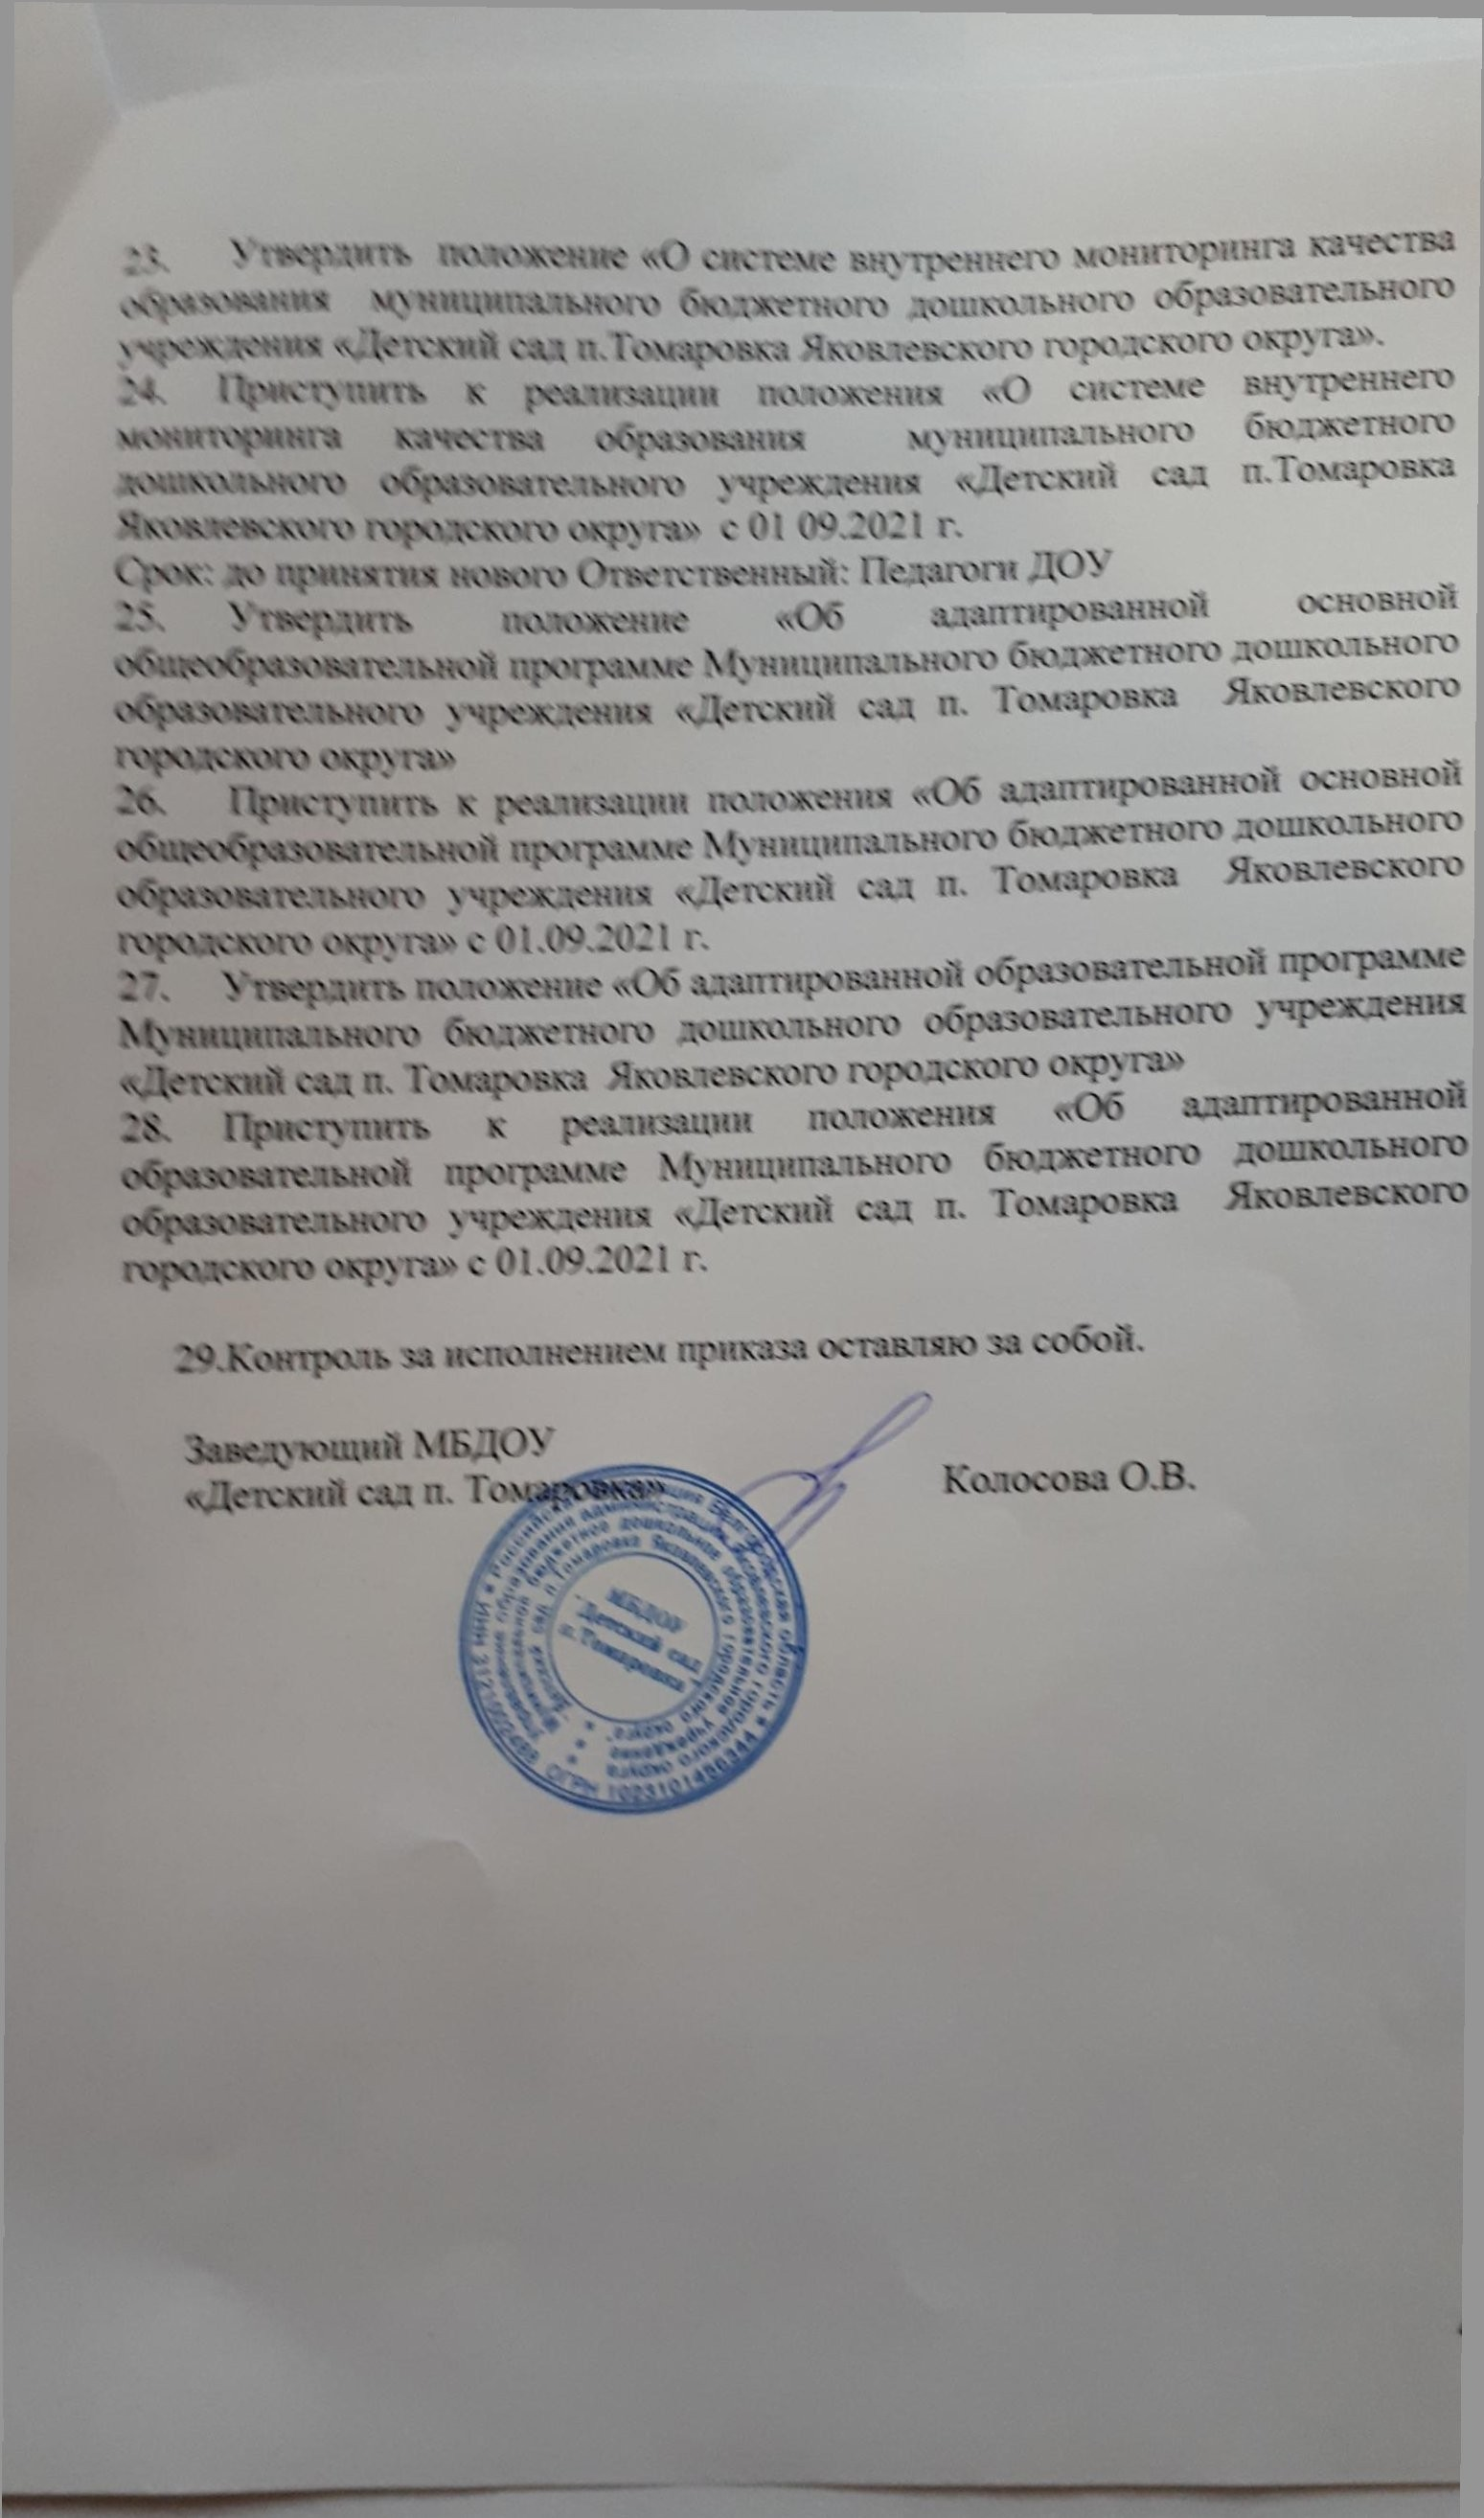 23. Утвердить положение «О системе внутреннего мониторинга качества
образования муниципального бюджетного дошкольного образовательного
учреждения «Детский сад п.Томаровка Яковлевского городского округа».
24. Приступить к реализации положения «О системе внутреннего
мониторинга качества образования муниципального бюджетного
дошкольного образовательного учреждения «Детский сад п.Томаровка
Яковлевского городского округа» с 01 09.2021 г.
Срок: до принятия нового Ответственный: Педагоги ДОУ
25. Утвердить положение «Об адаптированной основной
общеобразовательной программе Муниципального бюджетного дошкольного
образовательного учреждения «Детский сад п. Томаровка Яковлевского
городского округа»
26. Приступить к реализации положения «Об адаптированной основной
общеобразовательной программе Муниципального бюджетного дошкольного
образовательного учреждения «Детский сад п. Томаровка Яковлевского
городского округа» с 01.09.2021 г.
27. Утвердить положение «Об адаптированной образовательной программе
Муниципального бюджетного дошкольного образовательного учреждения
«Детский сад п. Томаровка Яковлевского городского округа»
28. Приступить к реализации положения «Об адаптированной
образовательной программе Муниципального бюджетного дошкольного
образовательного учреждения «Детский сад п. Томаровка Яковлевского
городского округа» с 01.09.2021 г.
29.Контроль за исполнением приказа оставляю за собой.
Заведующий МБДОУ
«Детский сад п. Томаровка»
Колосова О.В.
Детский сад
п. Томаровка
ОГРН 1023101456344